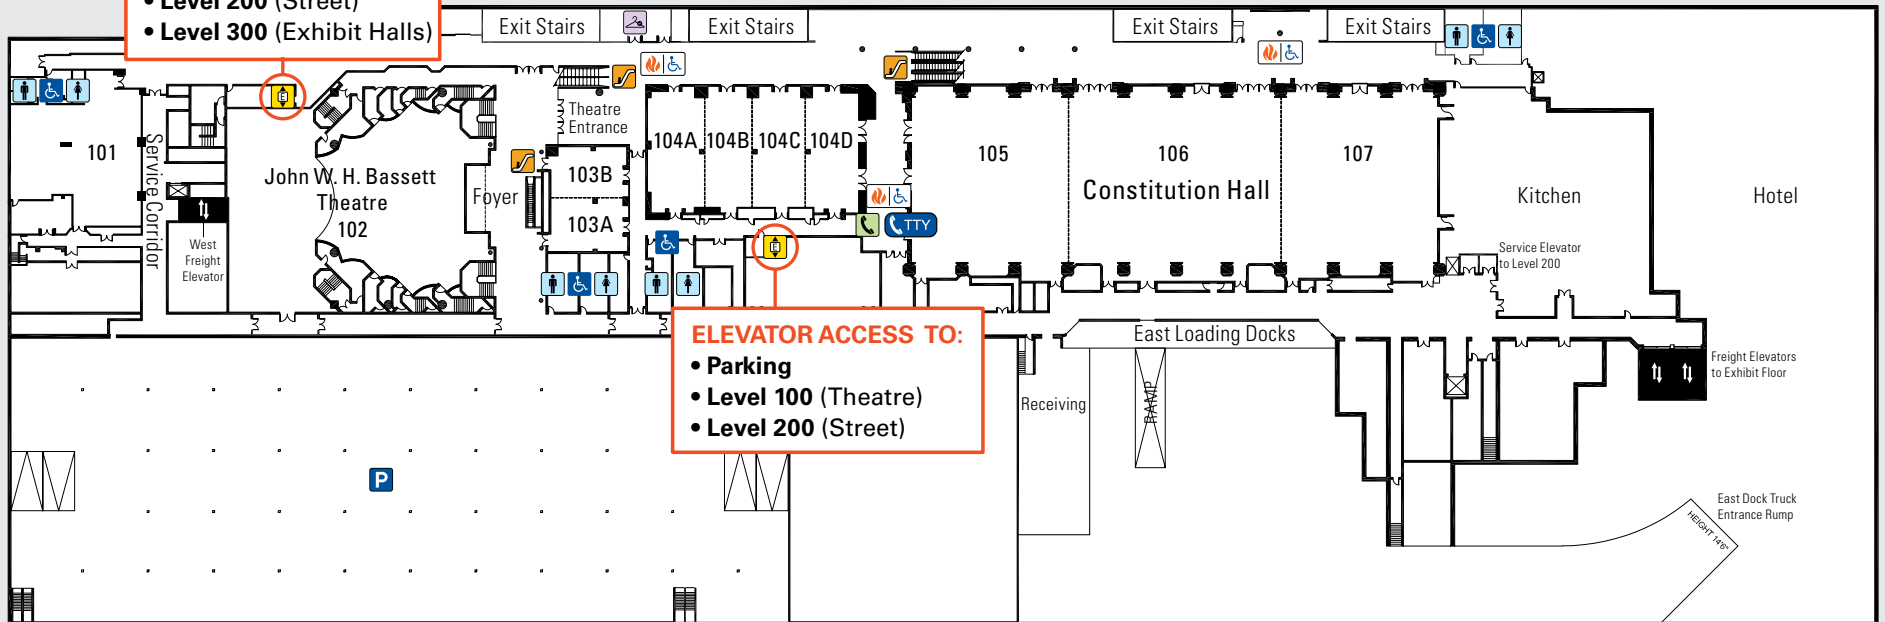 • Level 200 (Street)
• Level 300 (Exhibit Halls)
Exit Stairs
Exit Stairs
Exit Stairs
Exit Stairs
E
Theatre
Entrance
101
Service Corridor
John W. H. Bassett
Theatre
102
Foyer
103B
103A
104A
104B
104C
104D
105
106
107
Constitution Hall
Kitchen
Hotel
West
Freight
Elevator
TTY
E
Service Elevator
to Level 200
ELEVATOR ACCESS TO:
• Parking
• Level 100 (Theatre)
• Level 200 (Street)
East Loading Docks
Freight Elevators
to Exhibit Floor
Receiving
RAMP
P
East Dock Truck
Entrance Rump
HEIGHT 14'6"